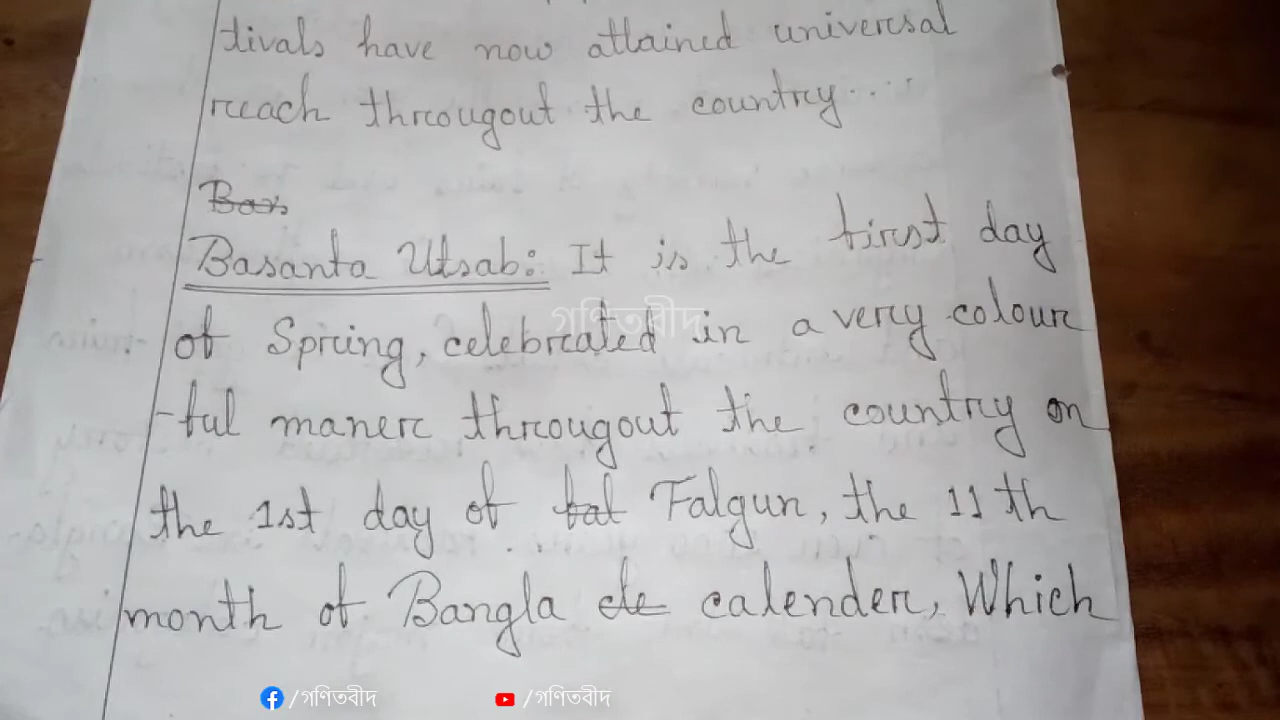 tivals have now attained universal
reach througout the country...
Bas
Basanta Utsab: It is the first day
of Spring, celebrated in a very colour
গণিতবীদ
-ful maner througout the country on
the 1st day of fal Falgun, the 11th
month of Bangla cle calender, Which
/গণিতবীদ /গণিতবীদ